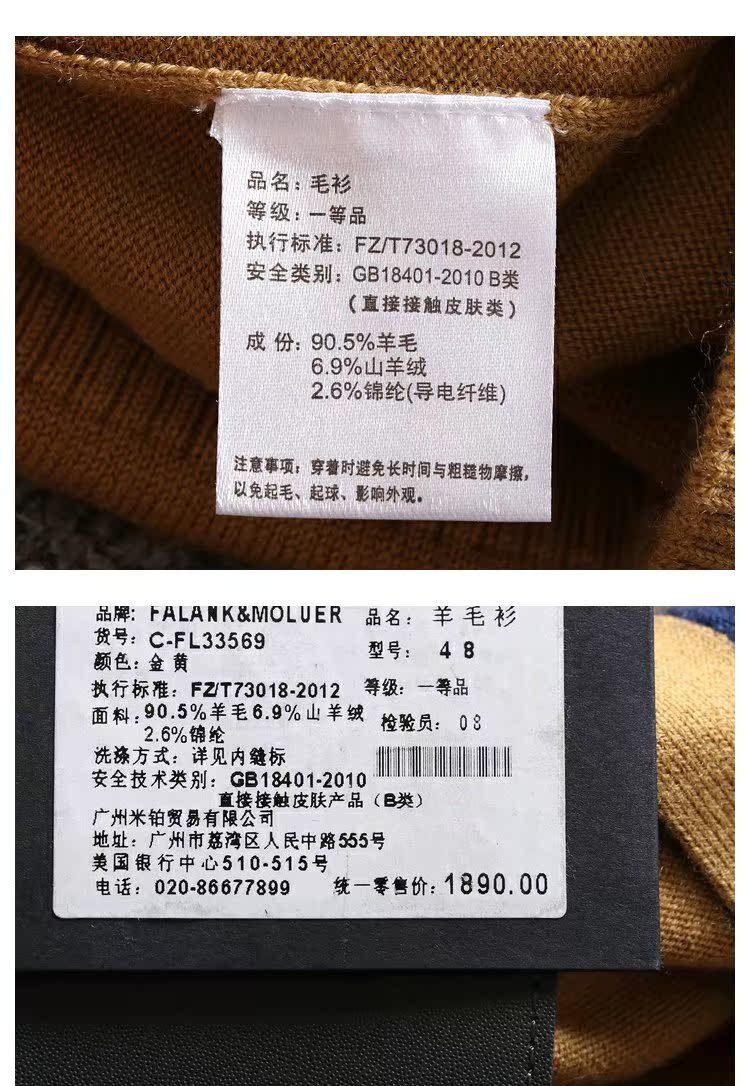 品名：毛衫
等级：一等品
执行标准：FZ/T73018-2012
安全类别：GB18401-2010 B类
（直接接触皮肤类）
成 份：90.5%羊毛
6.9%山羊绒
2.6%锦纶(导电纤维)
注意事项：穿着时避免长时间与粗糙物摩擦，
以免起毛、起球、影响外观。
品牌：FALANK&MOLUER 品名：羊毛衫
货号：C-FL33569 型号：48
颜色：金黄
执行标准：FZ/T73018-2012 等级：一等品
面料：90.5%羊毛6.9%山羊绒 检验员：08
2.6%锦纶
洗涤方式：详见内缝标
安全技术类别：GB18401-2010
直接接触皮肤产品（B类）
广州米铂贸易有限公司
地址：广州市荔湾区人民中路555号
美国银行中心510-515号
电话：020-86677899 统一零售价：1890.00